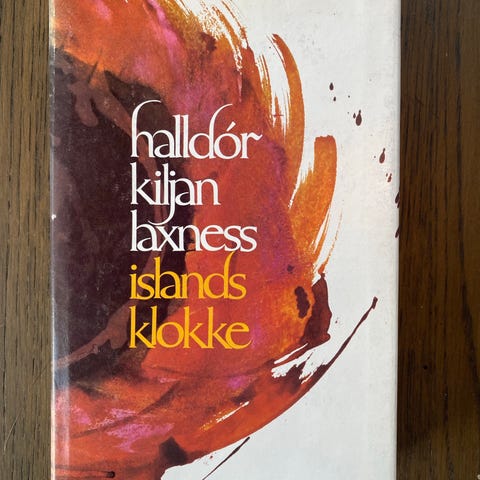 halldór
kiljan
laxness
islands
klokke